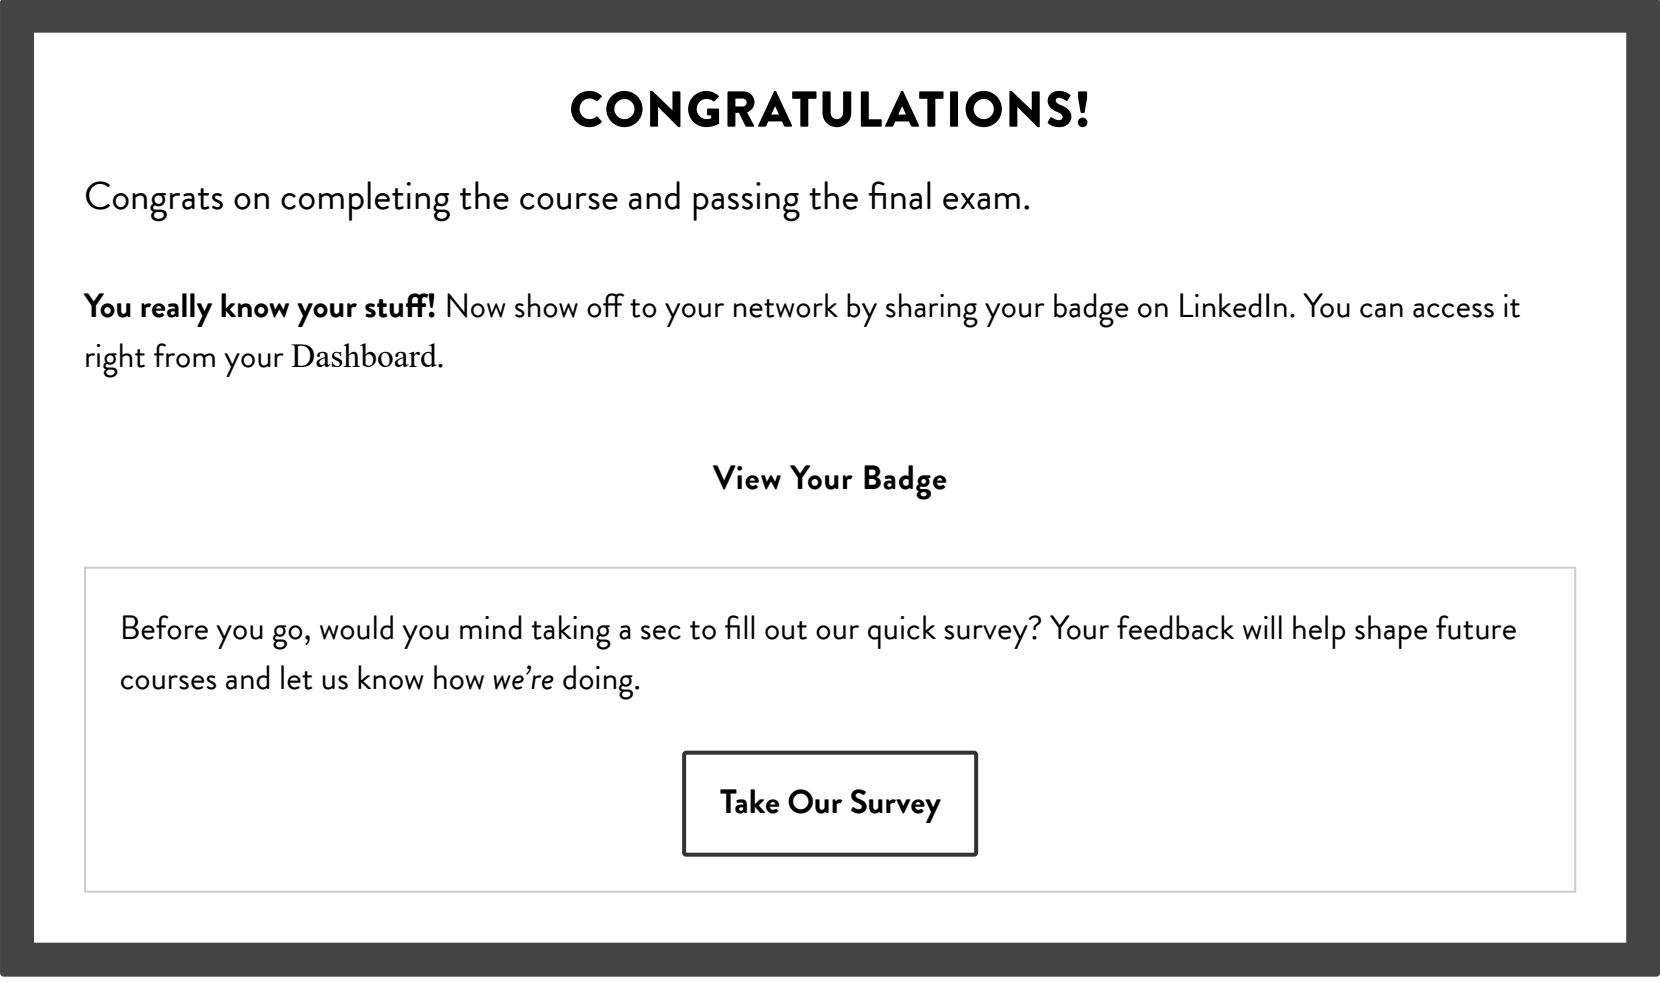 CONGRATULATIONS!
Congrats on completing the course and passing the final exam.
You really know your stuff! Now show off to your network by sharing your badge on LinkedIn. You can access it
right from your Dashboard.
View Your Badge
Before you go, would you mind taking a sec to fill out our quick survey? Your feedback will help shape future
courses and let us know how we’re doing.
Take Our Survey